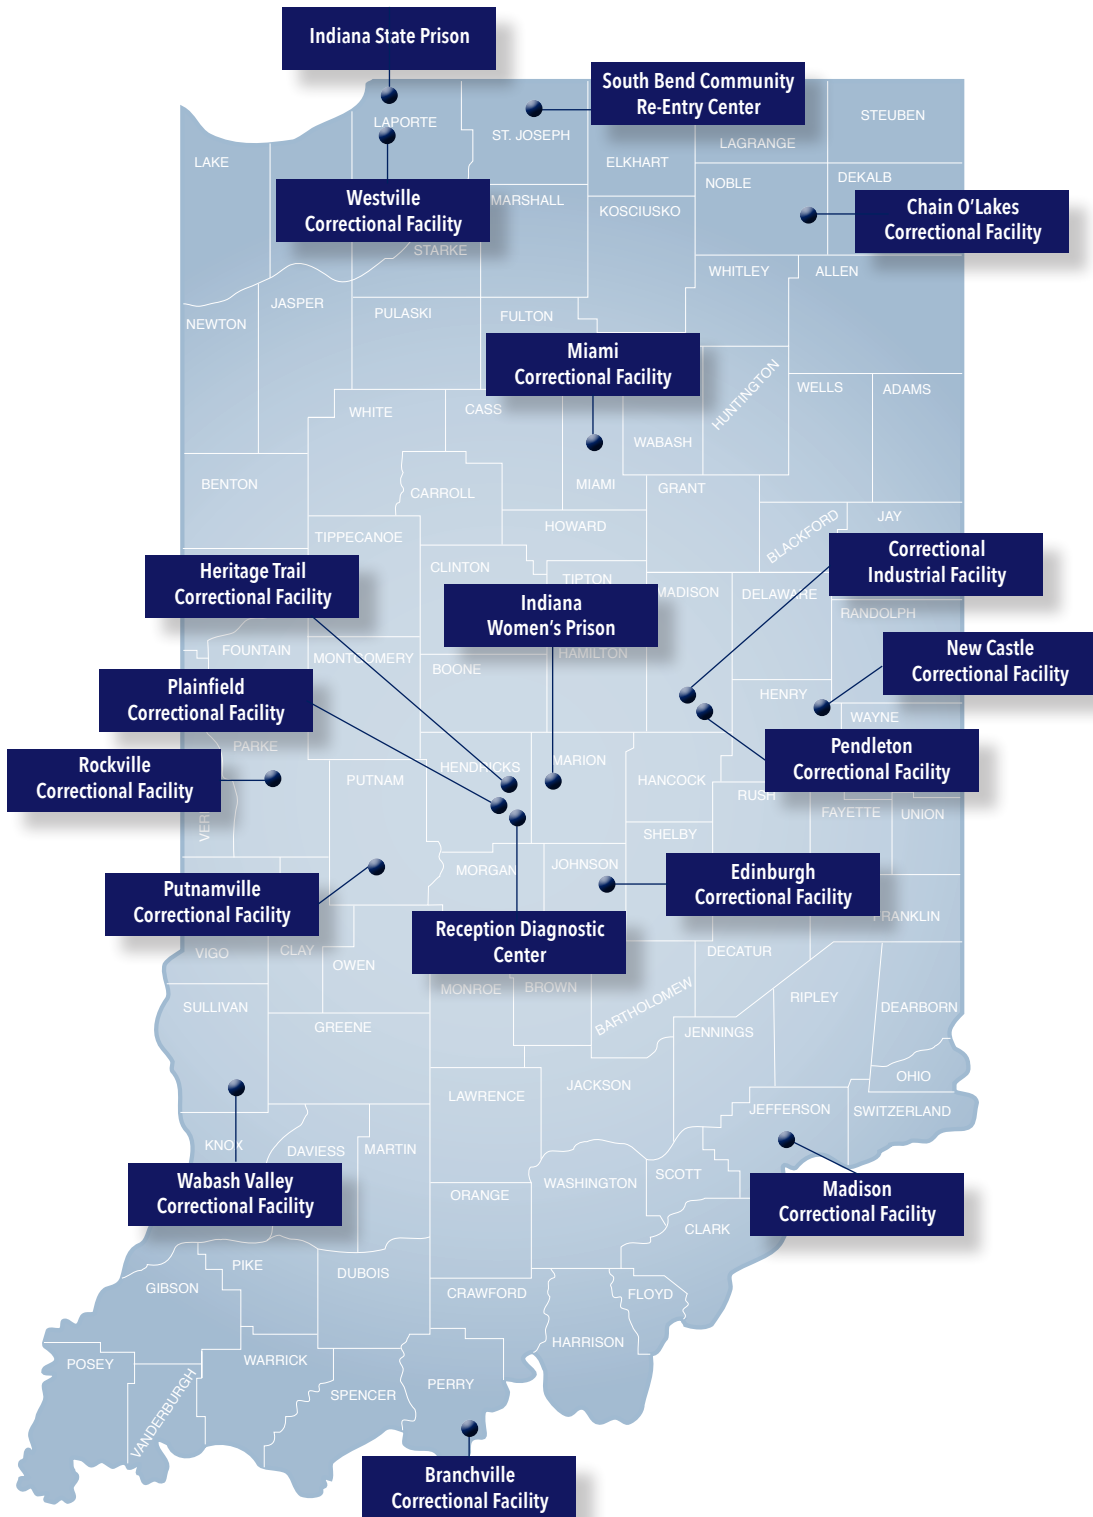 Indiana State Prison
South Bend Community
Re-Entry Center
STEUBEN
LAPORTE
ST. JOSEPH
LAGRANGE
LAKE
ELKHART
NOBLE
DEKALB
Westville
Correctional Facility
MARSHALL
KOSCIUSKO
Chain O'Lakes
Correctional Facility
STARKE
WHITLEY
ALLEN
JASPER
PULASKI
FULTON
NEWTON
Miami
Correctional Facility
HUNTINGTON
WELLS
ADAMS
WHITE
CASS
WABASH
BENTON
CARROLL
MIAMI
GRANT
HOWARD
BLACKFORD
JAY
TIPPECANOE
Heritage Trail
Correctional Facility
CLINTON
TIPTON
Correctional
Industrial Facility
MADISON
DELAWARE
Indiana
Women's Prison
RANDOLPH
FOUNTAIN
MONTGOMERY
BOONE
HAMILTON
New Castle
Correctional Facility
Plainfield
Correctional Facility
HENRY
WAYNE
PARKE
Rockville
Correctional Facility
PUTNAM
HENDRICKS
MARION
HANCOCK
Pendleton
Correctional Facility
RUSH
VER
FAYETTE
UNION
SHELBY
MORGAN
JOHNSON
Edinburgh
Correctional Facility
Putnamville
Correctional Facility
Reception Diagnostic
Center
FRANKLIN
VIGO
CLAY
OWEN
DECATUR
MONROE
BROWN
BARTHOLOMEW
RIPLEY
SULLIVAN
DEARBORN
GREENE
JENNINGS
OHIO
LAWRENCE
JACKSON
JEFFERSON
SWITZERLAND
KNOX
DAVIESS
MARTIN
Wabash Valley
Correctional Facility
ORANGE
WASHINGTON
SCOTT
Madison
Correctional Facility
CLARK
PIKE
DUBOIS
GIBSON
CRAWFORD
FLOYD
HARRISON
POSEY
VANDERBURGH
WARRICK
SPENCER
PERRY
Branchville
Correctional Facility